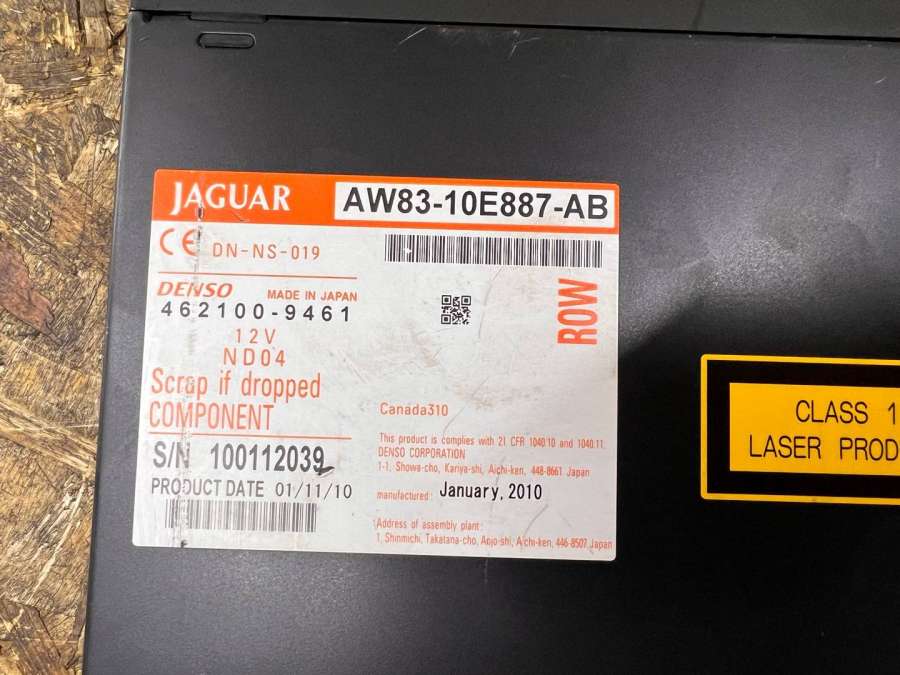 JAGUAR AW83-10E887-AB
CE DN-NS-019
DENSO MADE IN JAPAN
462100-9461
12V
ND04
ROW
Scrap if dropped
COMPONENT
S/N 100112039
PRODUCT DATE 01/11/10
Canada310
This product is complies with 21 CFR 1040.10 and 1040.11.
DENSO CORPORATION
1-1, Showa-cho, Kariya-shi, Aichi-ken, 448-8661 Japan
manufactured: January, 2010
Address of assembly plant:
1, Shinmichi, Takatana-cho, Anjo-shi, Aichi-ken, 446-8507 Japan
CLASS 1
LASER PROD